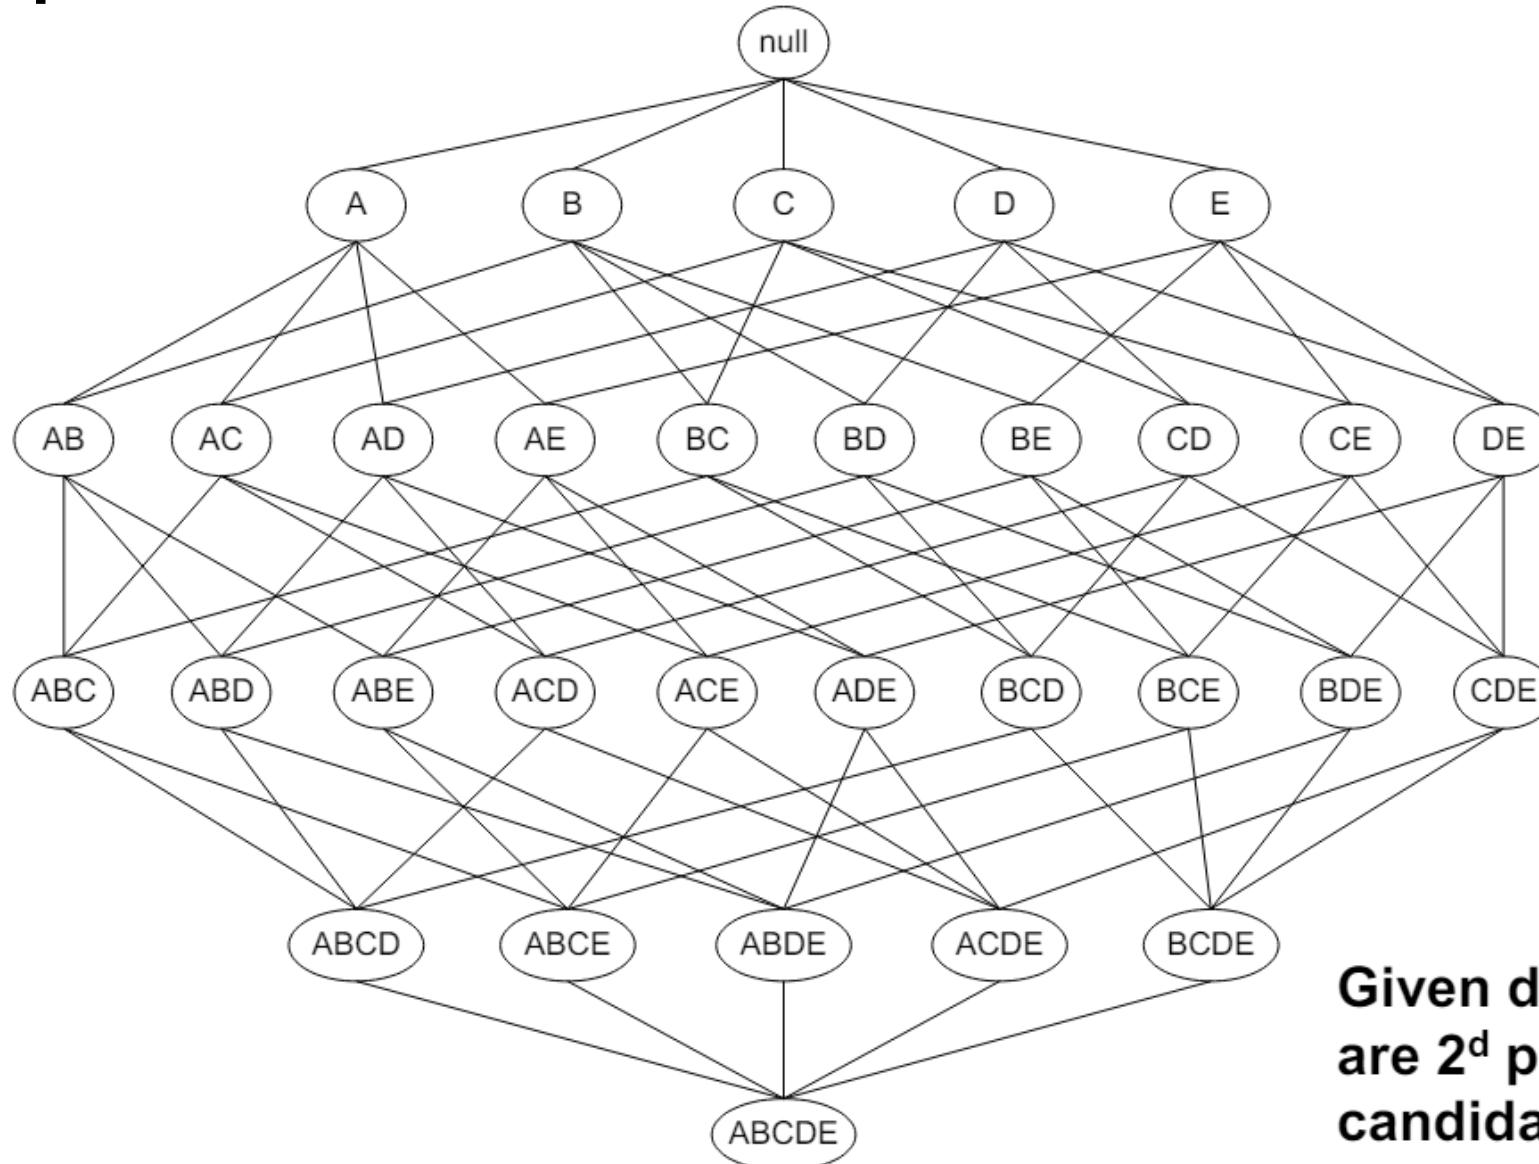 null
A B C D E
AB AC AD AE BC BD BE CD CE DE
ABC ABD ABE ACD ACE ADE BCD BCE BDE CDE
ABCD ABCE ABDE ACDE BCDE
Given d
are 2ᵈ
ABCDE